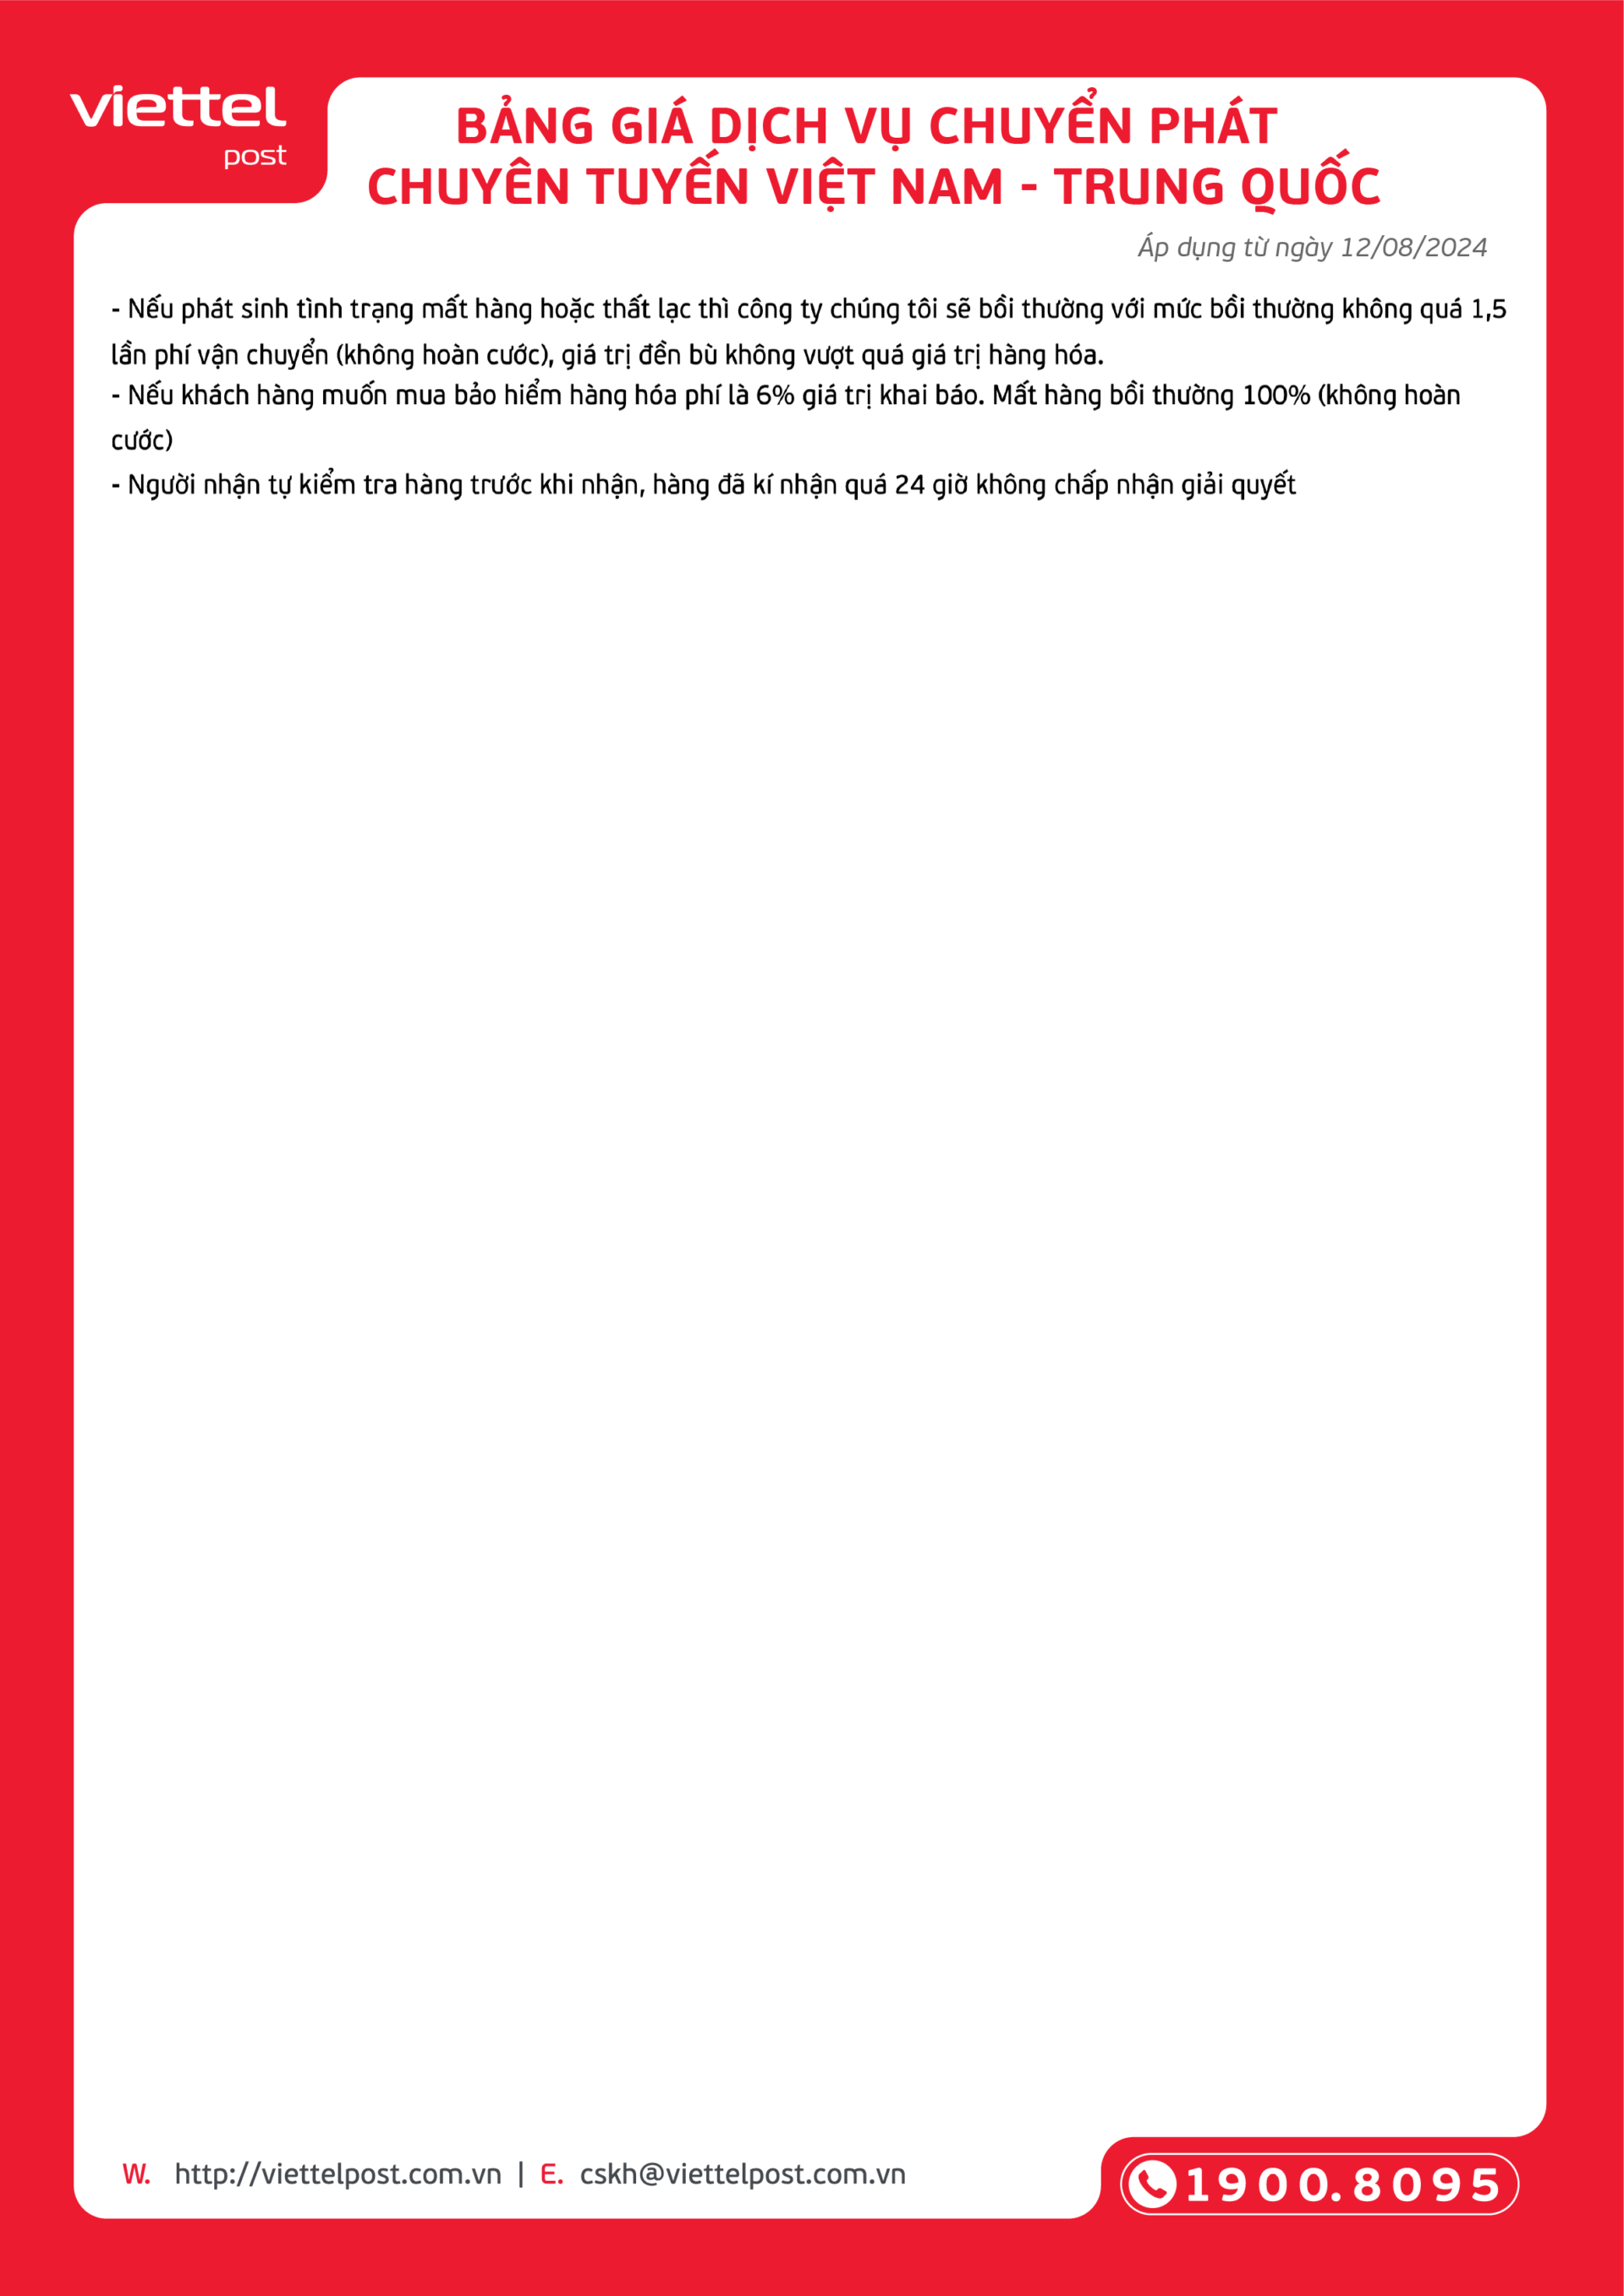 viettel
post
BẢNG GIÁ DỊCH VỤ CHUYỂN PHÁT
CHUYÊN TUYẾN VIỆT NAM - TRUNG QUỐC
Áp dụng từ ngày 12/08/2024
- Nếu phát sinh tình trạng mất hàng hoặc thất lạc thì công ty chúng tôi sẽ bồi thường với mức bồi thường không quá 1,5
lần phí vận chuyển (không hoàn cước), giá trị đền bù không vượt quá giá trị hàng hóa.
- Nếu khách hàng muốn mua bảo hiểm hàng hóa phí là 6% giá trị khai báo. Mất hàng bồi thường 100% (không hoàn
cước)
- Người nhận tự kiểm tra hàng trước khi nhận, hàng đã kí nhận quá 24 giờ không chấp nhận giải quyết
W. http://viettelpost.com.vn | E. cskh@viettelpost.com.vn
1900.8095